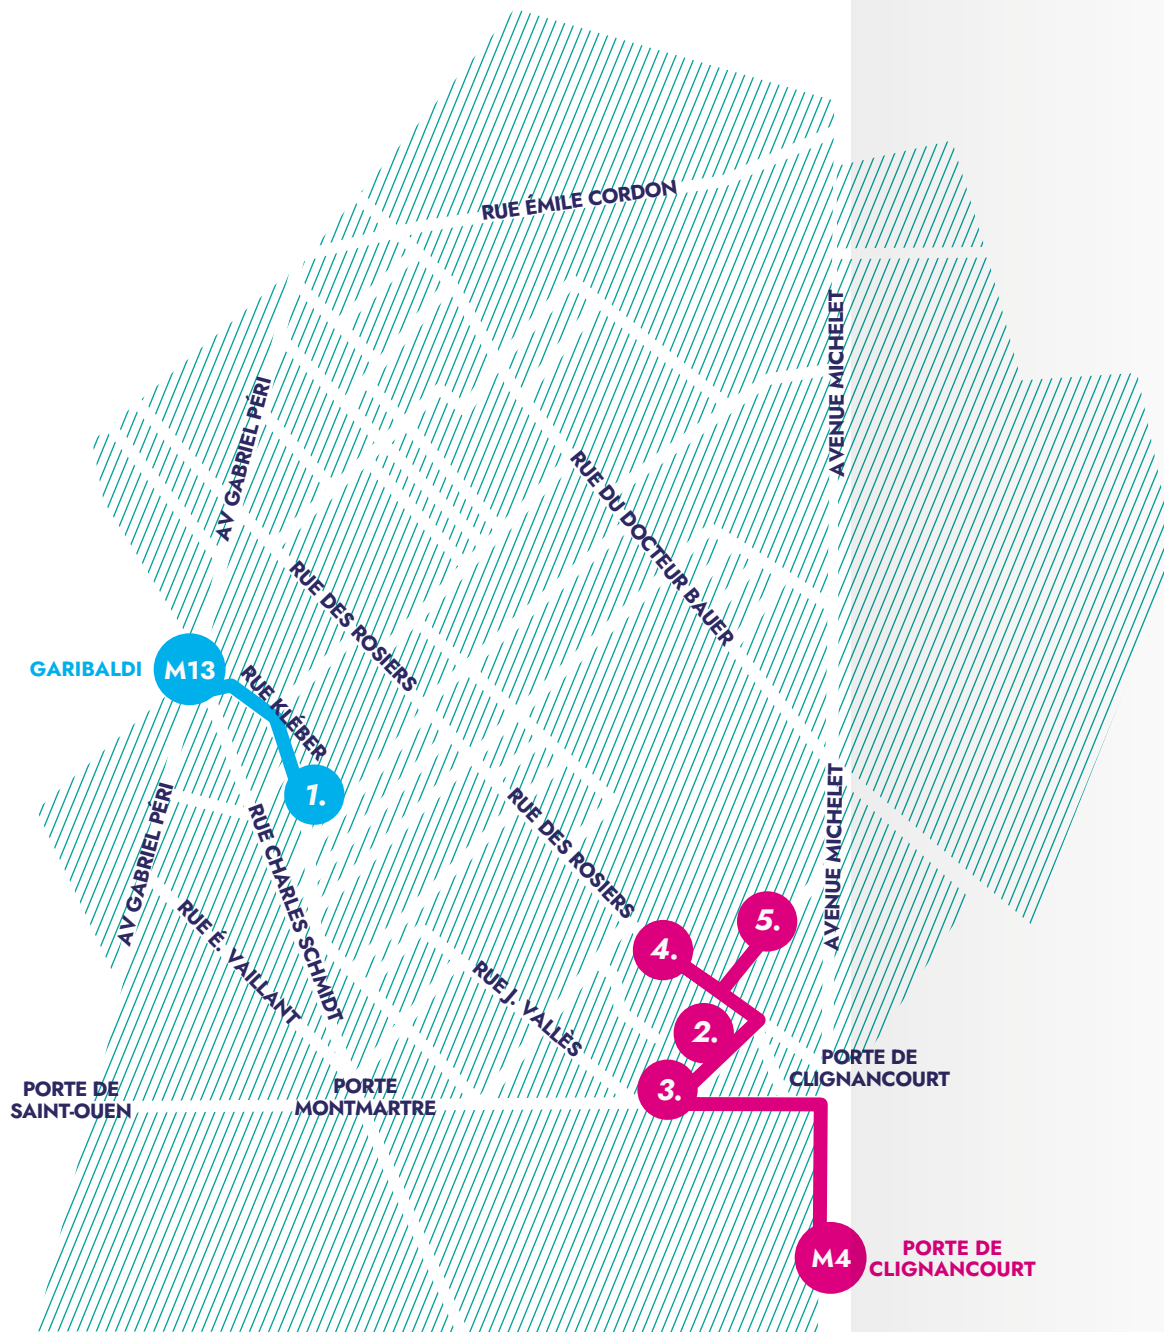 RUE ÉMILE CORDON
AVENUE MICHELET
AV GABRIEL PÉRI
RUE DU DOCTEUR BAUER
RUE DES ROSIERS
GARIBALDI
M13
RUE KLÉBER
1.
AV GABRIEL PÉRI
RUE CHARLES SCHMIDT
RUE DES ROSIERS
AVENUE MICHELET
RUE É. VAILLANT
5.
4.
RUE J. VALLÈS
2.
3.
PORTE DE
CLIGNANCOURT
PORTE DE
SAINT-OUEN
PORTE
MONTMARTRE
M4
PORTE DE
CLIGNANCOURT